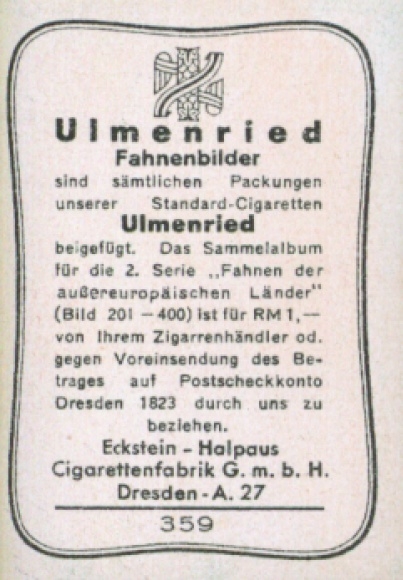 Ulmenried
Fahnenbilder
sind sämtlichen Packungen
unserer Standard-Cigaretten
Ulmenried
beigefügt. Das Sammelalbum
für die 2. Serie „Fahnen der
außereuropäischen Länder"
(Bild 201 – 400) ist für RM 1,—
von Ihrem Zigarrenhändler od.
gegen Voreinsendung des Be-
trages auf Postscheckkonto
Dresden 1823 durch uns zu
beziehen.
Eckstein - Halpaus
Cigarettenfabrik G. m. b. H.
Dresden - A. 27
359